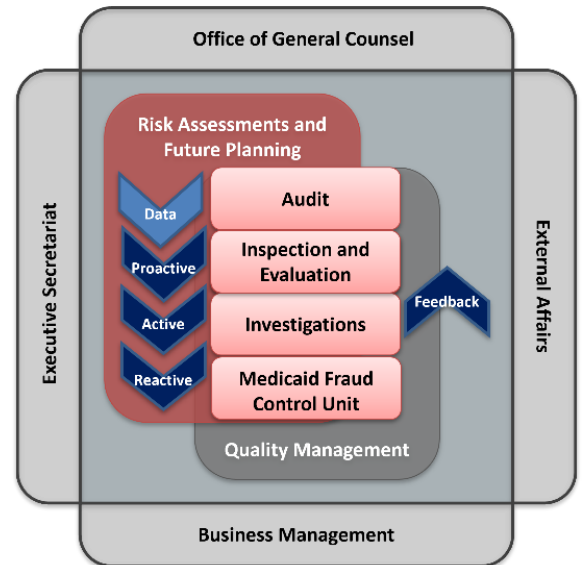 Office of General Counsel
Executive Secretariat
Risk Assessments and
Future Planning
Data
Audit
Proactive
Inspection and
Evaluation
Active
Investigations
Feedback
Reactive
Medicaid Fraud
Control Unit
Quality Management
External Affairs
Business Management